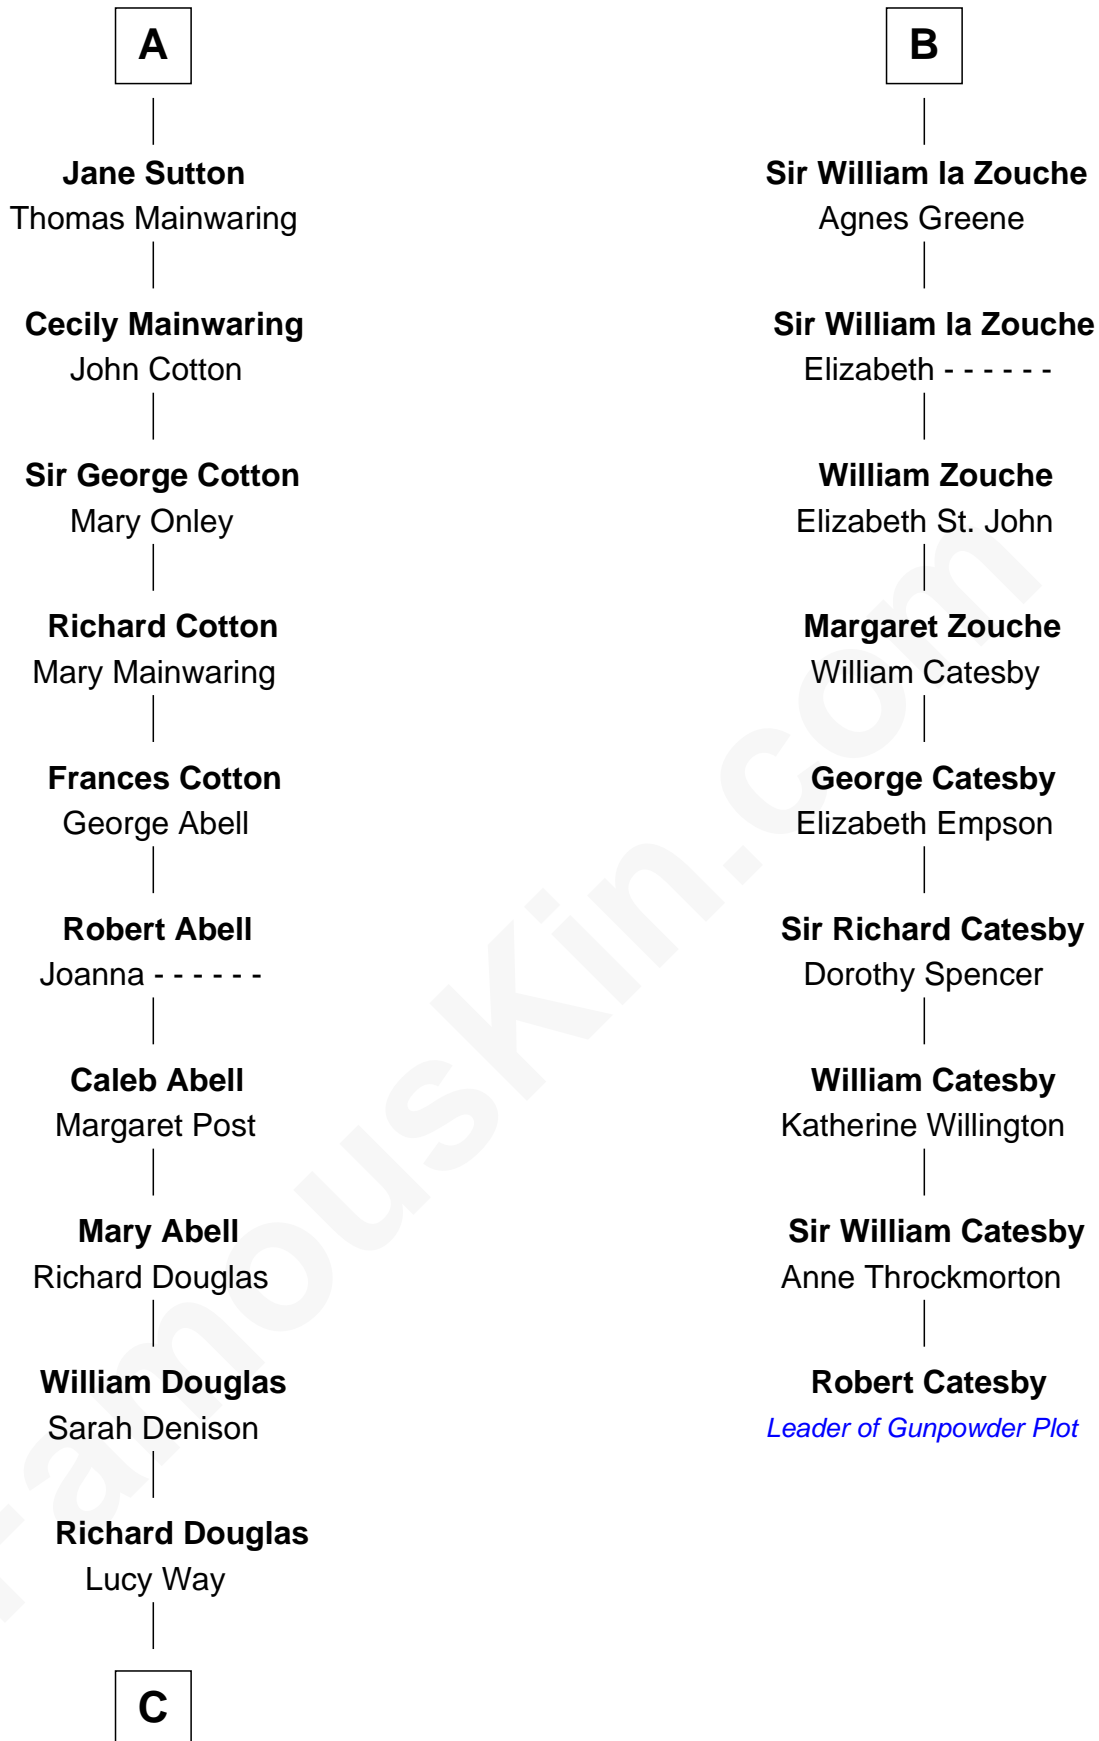 A
Jane Sutton
Thomas Mainwaring
Cecily Mainwaring
John Cotton
Sir George Cotton
Mary Onley
Richard Cotton
Mary Mainwaring
Frances Cotton
George Abell
Robert Abell
Joanna - - - - - -
Caleb Abell
Margaret Post
Mary Abell
Richard Douglas
William Douglas
Sarah Denison
Richard Douglas
Lucy Way
C
B
Sir William la Zouche
Agnes Greene
Sir William la Zouche
Elizabeth - - - - - -
William Zouche
Elizabeth St. John
Margaret Zouche
William Catesby
George Catesby
Elizabeth Empson
Sir Richard Catesby
Dorothy Spencer
William Catesby
Katherine Willington
Sir William Catesby
Anne Throckmorton
Robert Catesby
Leader of Gunpowder Plot
FamousKin.com